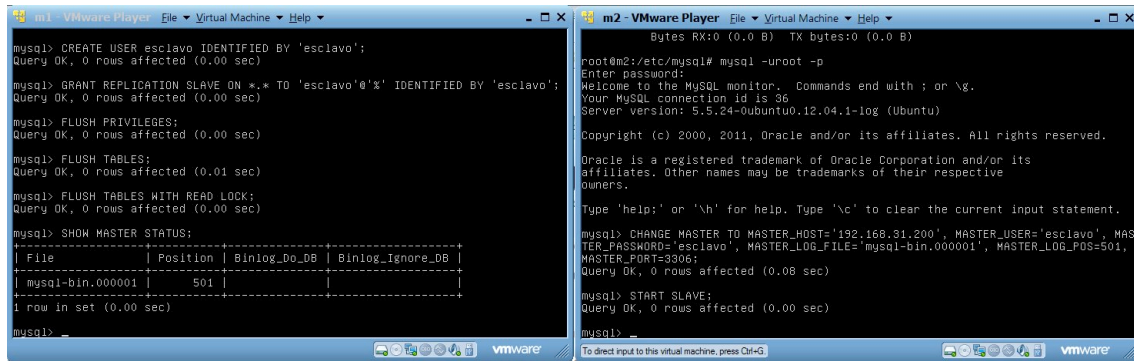 m1 - VMware Player File ▾ Virtual Machine ▾ Help ▾
mysql> CREATE USER esclavo IDENTIFIED BY 'esclavo';
Query OK, 0 rows affected (0.00 sec)
mysql> GRANT REPLICATION SLAVE ON *.* TO 'esclavo'@'%' IDENTIFIED BY 'esclavo';
Query OK, 0 rows affected (0.00 sec)
mysql> FLUSH PRIVILEGES;
Query OK, 0 rows affected (0.00 sec)
mysql> FLUSH TABLES;
Query OK, 0 rows affected (0.01 sec)
mysql> FLUSH TABLES WITH READ LOCK;
Query OK, 0 rows affected (0.00 sec)
mysql> SHOW MASTER STATUS;
+------------------+----------+--------------+------------------+
| File | Position | Binlog_Do_DB | Binlog_Ignore_DB |
+------------------+----------+--------------+------------------+
| mysql-bin.000001 | 501 | | |
+------------------+----------+--------------+------------------+
1 row in set (0.00 sec)
mysql> _
vmware
m2 - VMware Player File ▾ Virtual Machine ▾ Help ▾
Bytes RX:0 (0.0 B) TX bytes:0 (0.0 B)
root@m2:/etc/mysql# mysql -uroot -p
Enter password:
Welcome to the MySQL monitor. Commands end with ; or \g.
Your MySQL connection id is 36
Server version: 5.5.24-0ubuntu0.12.04.1-log (Ubuntu)
Copyright (c) 2000, 2011, Oracle and/or its affiliates. All rights reserved.
Oracle is a registered trademark of Oracle Corporation and/or its
affiliates. Other names may be trademarks of their respective
owners.
Type 'help;' or '\h' for help. Type '\c' to clear the current input statement.
mysql> CHANGE MASTER TO MASTER_HOST='192.168.31.200', MASTER_USER='esclavo', MAS
TER_PASSWORD='esclavo', MASTER_LOG_FILE='mysql-bin.000001', MASTER_LOG_POS=501,
MASTER_PORT=3306;
Query OK, 0 rows affected (0.08 sec)
mysql> START SLAVE;
Query OK, 0 rows affected (0.00 sec)
mysql> _
To direct input to this virtual machine, press Ctrl+G.
vmware